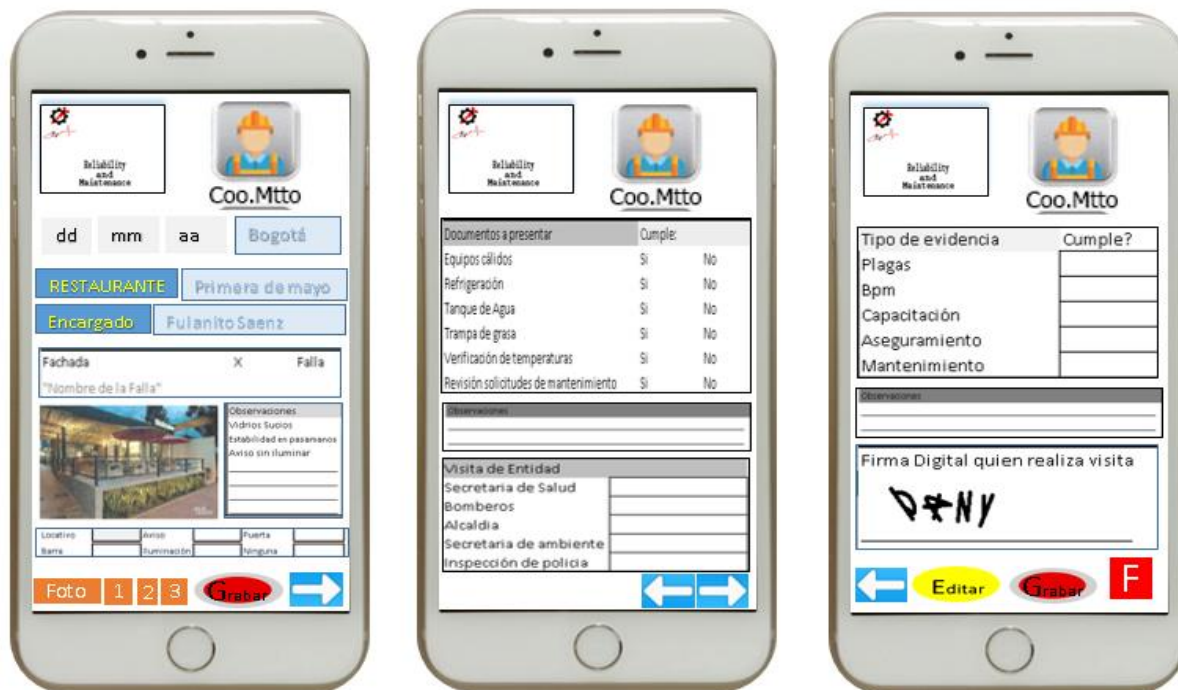 Reliability
and
Maintenance
Coo.Mtto
dd mm aa Bogotá
RESTAURANTE Primera de mayo
Encargado Fulanito Saenz
Fachada X Falla
"Nombre de la Falla"
Observaciones
Vidrios Sucios
Estabilidad en pasamanos
Aviso sin iluminar
Locativo Aviso Puerta
Barra Iluminación Ninguna
Foto 1 2 3 Grabar
Reliability
and
Maintenance
Coo.Mtto
Documentos a presentar Cumple:
Equipos cálidos Si No
Refrigeración Si No
Tanque de Agua Si No
Trampa de grasa Si No
Verificación de temperaturas Si No
Revisión solicitudes de mantenimiento Si No
Observaciones
Visita de Entidad
Secretaria de Salud
Bomberos
Alcaldia
Secretaria de ambiente
Inspección de policia
Reliability
and
Maintenance
Coo.Mtto
Tipo de evidencia Cumple?
Plagas
Bpm
Capacitación
Aseguramiento
Mantenimiento
Observaciones
Firma Digital quien realiza visita
DANY
Editar Grabar F